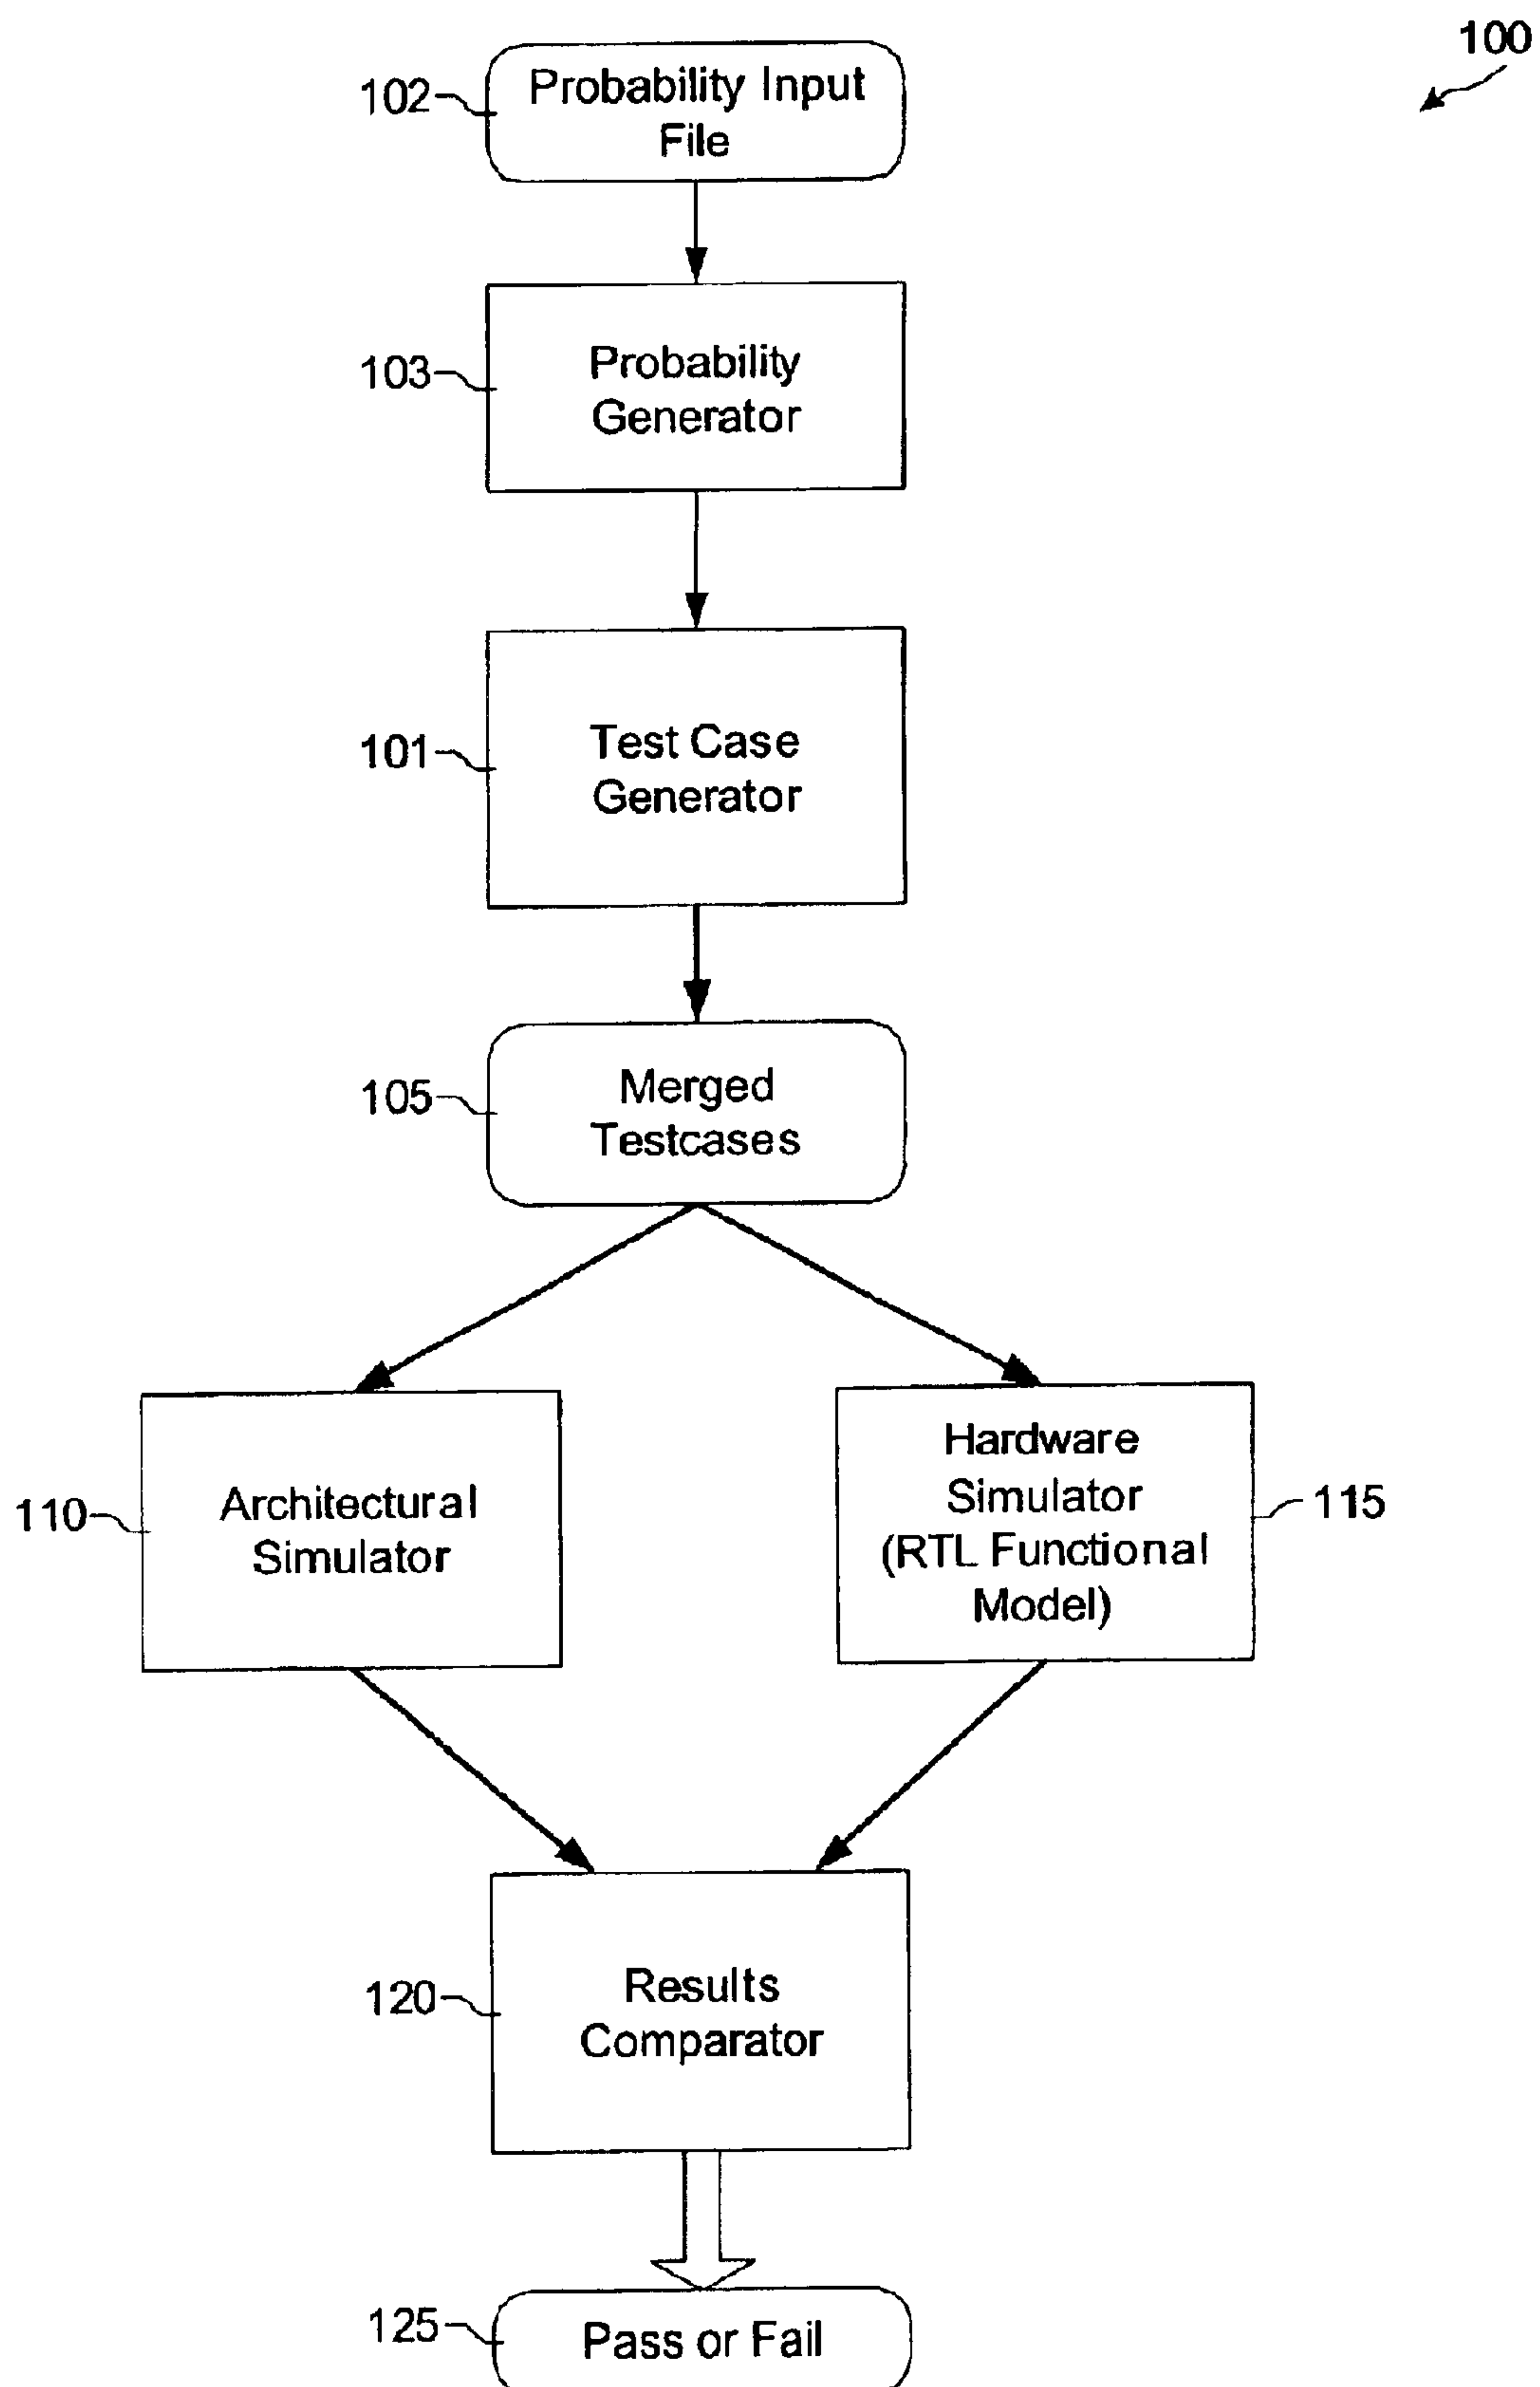 100
102
Probability Input
File
103
Probability
Generator
101
Test Case
Generator
105
Merged
Testcases
110
Architectural
Simulator
Hardware
Simulator
(RTL Functional
Model)
115
120
Results
Comparator
125
Pass or Fail